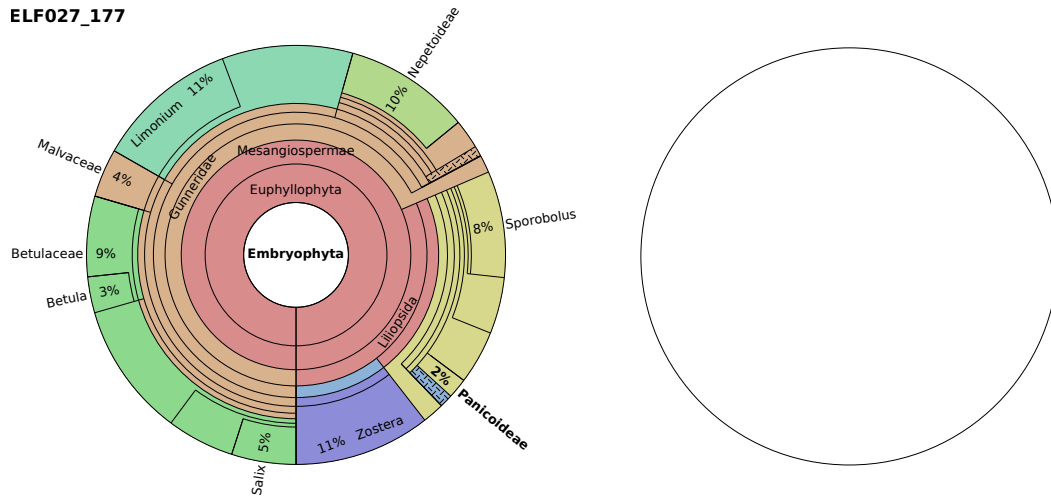 ELF027_177
Nepetoideae
10%
Limonium 11%
Malvaceae
4%
Mesangiospermae
Gunneridae
Euphyllophyta
Sporobolus
8%
Embryophyta
Betulaceae 9%
Betula 3%
Liliopsida
2%
Panicoideae
11% Zostera
5%
Salix